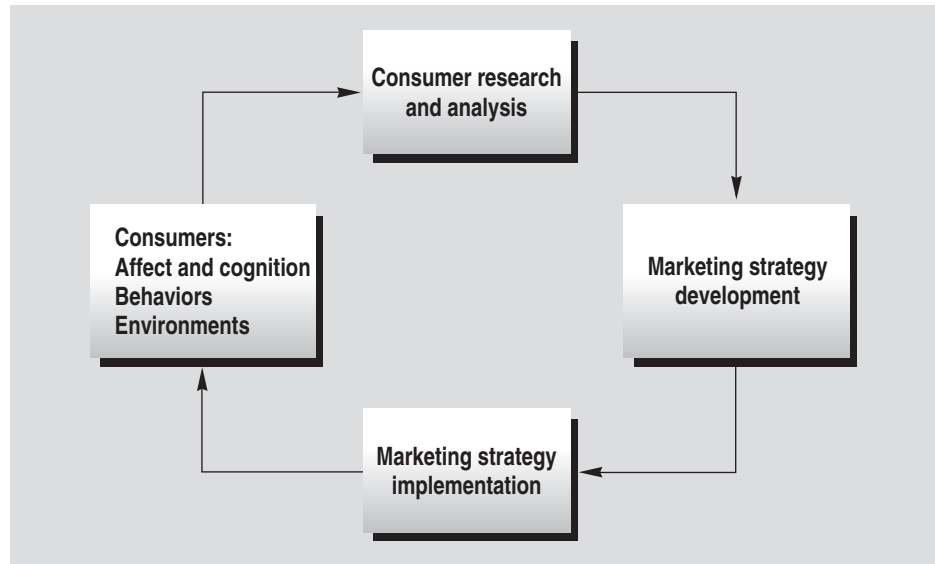 Consumer research
and analysis
Consumers:
Affect and cognition
Behaviors
Environments
Marketing strategy
development
Marketing strategy
implementation